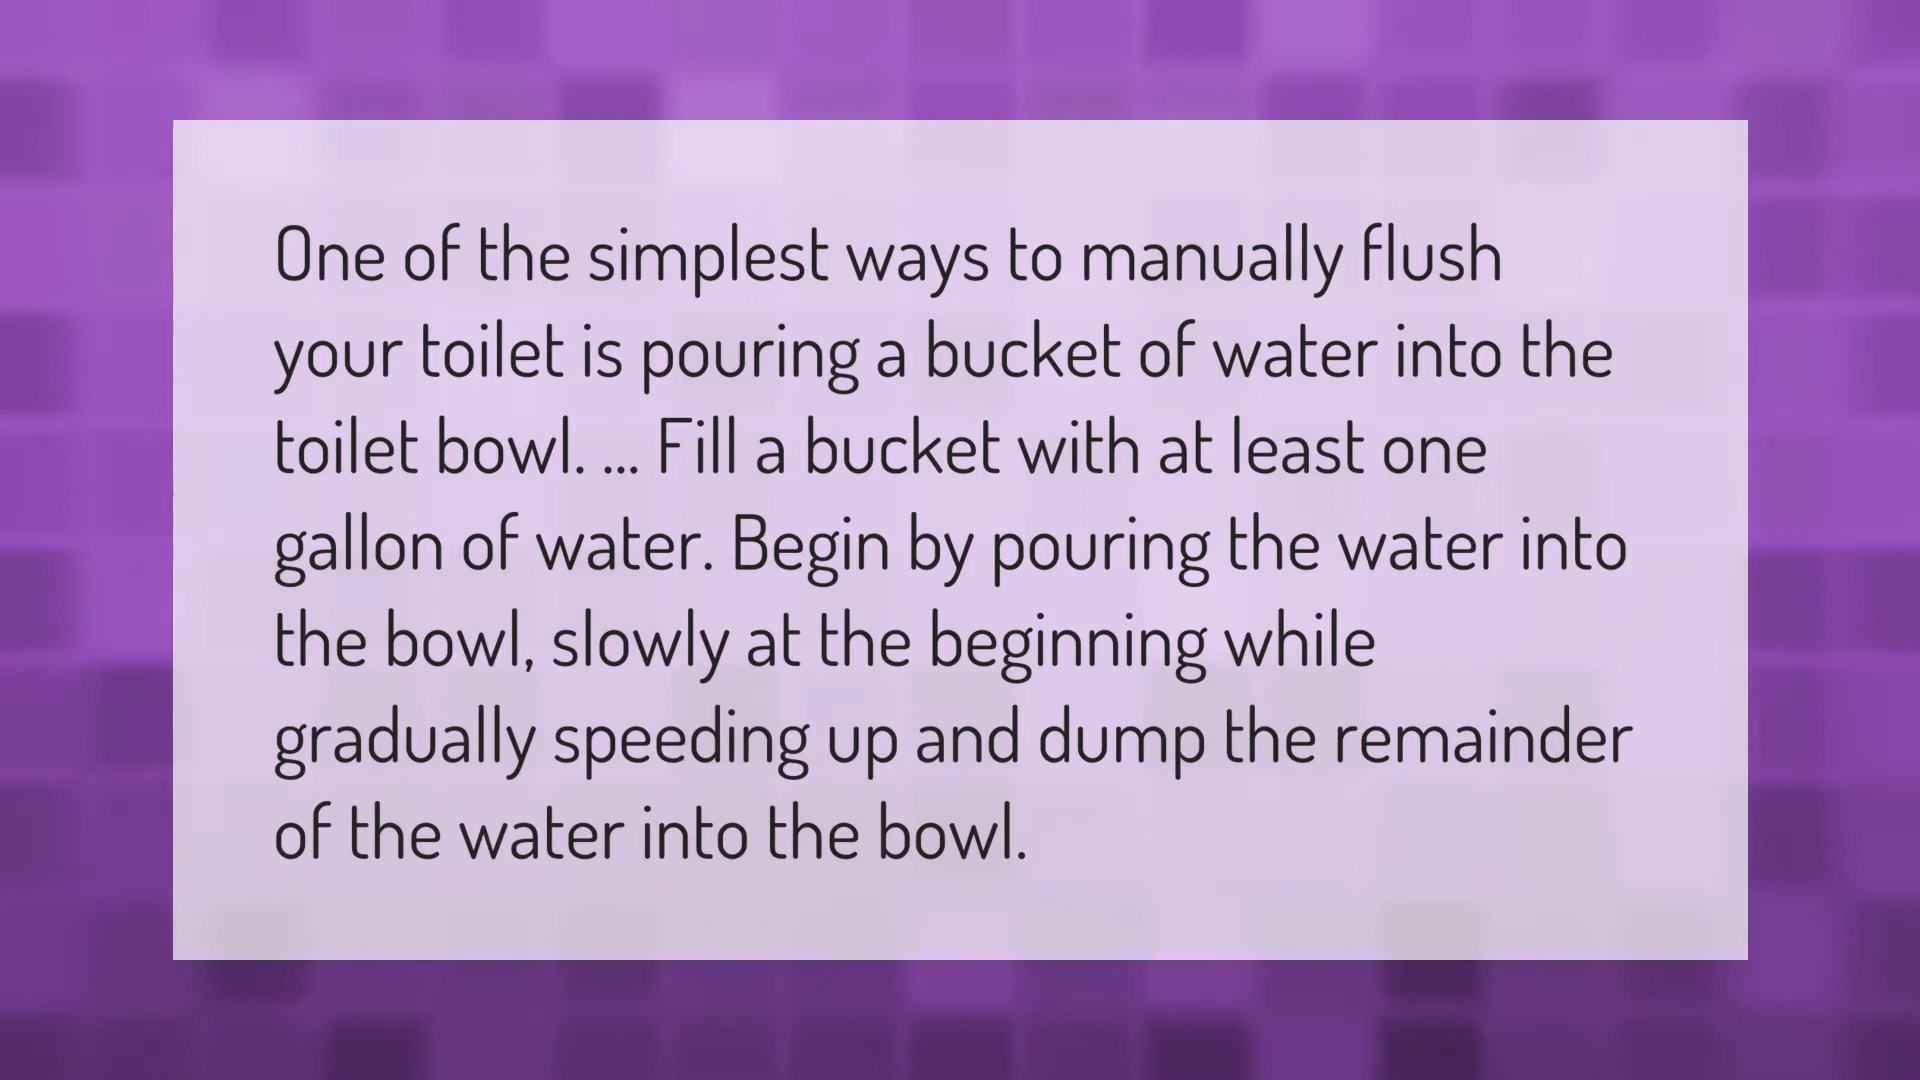 One of the simplest ways to manually flush
your toilet is pouring a bucket of water into the
toilet bowl. ... Fill a bucket with at least one
gallon of water. Begin by pouring the water into
the bowl, slowly at the beginning while
gradually speeding up and dump the remainder
of the water into the bowl.